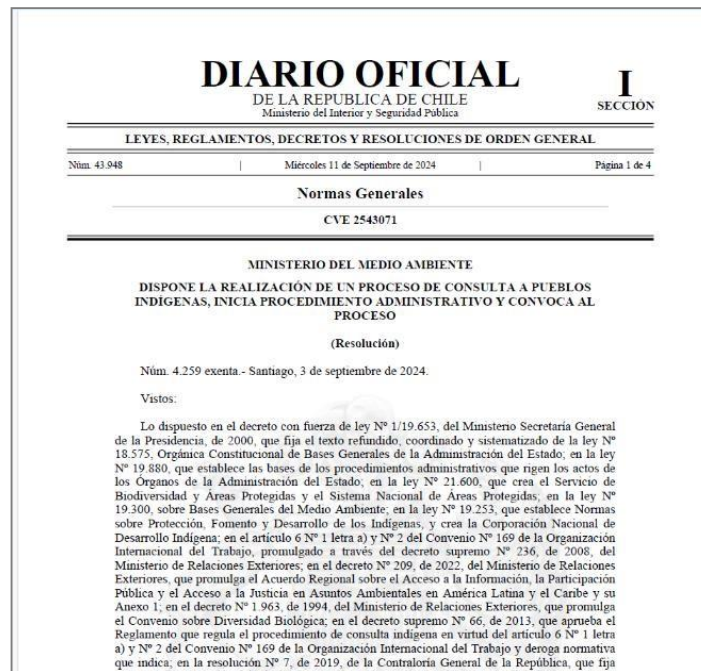 DIARIO OFICIAL
DE LA REPUBLICA DE CHILE
Ministerio del Interior y Seguridad Pública
I
SECCIÓN
LEYES, REGLAMENTOS, DECRETOS Y RESOLUCIONES DE ORDEN GENERAL
Núm. 43.948 | Miércoles 11 de Septiembre de 2024 | Página 1 de 4
Normas Generales
CVE 2543071
MINISTERIO DEL MEDIO AMBIENTE
DISPONE LA REALIZACIÓN DE UN PROCESO DE CONSULTA A PUEBLOS
INDÍGENAS, INICIA PROCEDIMIENTO ADMINISTRATIVO Y CONVOCA AL
PROCESO
(Resolución)
Núm. 4.259 exenta.- Santiago, 3 de septiembre de 2024.
Vistos:
Lo dispuesto en el decreto con fuerza de ley Nº 1/19.653, del Ministerio Secretaría General
de la Presidencia, de 2000, que fija el texto refundido, coordinado y sistematizado de la ley Nº
18.575, Orgánica Constitucional de Bases Generales de la Administración del Estado; en la ley
Nº 19.880, que establece las bases de los procedimientos administrativos que rigen los actos de
los Órganos de la Administración del Estado; en la ley Nº 21.600, que crea el Servicio de
Biodiversidad y Áreas Protegidas y el Sistema Nacional de Áreas Protegidas; en la ley Nº
19.300, sobre Bases Generales del Medio Ambiente; en la ley Nº 19.253, que establece Normas
sobre Protección, Fomento y Desarrollo de los Indígenas, y crea la Corporación Nacional de
Desarrollo Indígena; en el artículo 6 Nº 1 letra a) y Nº 2 del Convenio Nº 169 de la Organización
Internacional del Trabajo, promulgado a través del decreto supremo Nº 236, de 2008, del
Ministerio de Relaciones Exteriores; en el decreto Nº 209, de 2022, del Ministerio de Relaciones
Exteriores, que promulga el Acuerdo Regional sobre el Acceso a la Información, la Participación
Pública y el Acceso a la Justicia en Asuntos Ambientales en América Latina y el Caribe y su
Anexo 1; en el decreto Nº 1.963, de 1994, del Ministerio de Relaciones Exteriores, que promulga
el Convenio sobre Diversidad Biológica; en el decreto supremo Nº 66, de 2013, que aprueba el
Reglamento que regula el procedimiento de consulta indígena en virtud del artículo 6 Nº 1 letra
a) y Nº 2 del Convenio Nº 169 de la Organización Internacional del Trabajo y deroga normativa
que indica; en la resolución Nº 7, de 2019, de la Contraloría General de la República, que fija